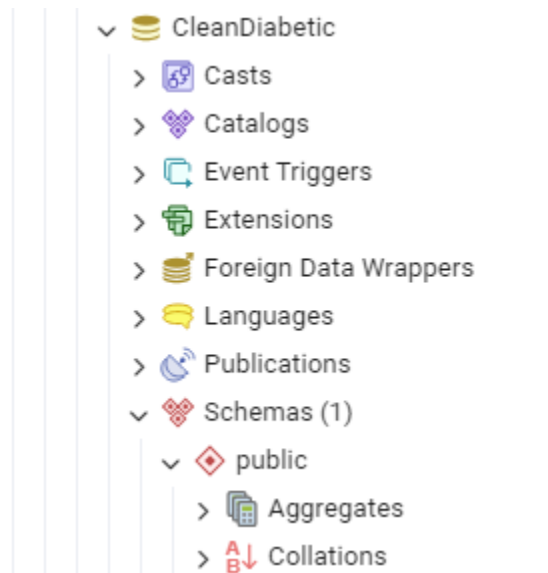 CleanDiabetic
Casts
Catalogs
Event Triggers
Extensions
Foreign Data Wrappers
Languages
Publications
Schemas (1)
public
Aggregates
Collations